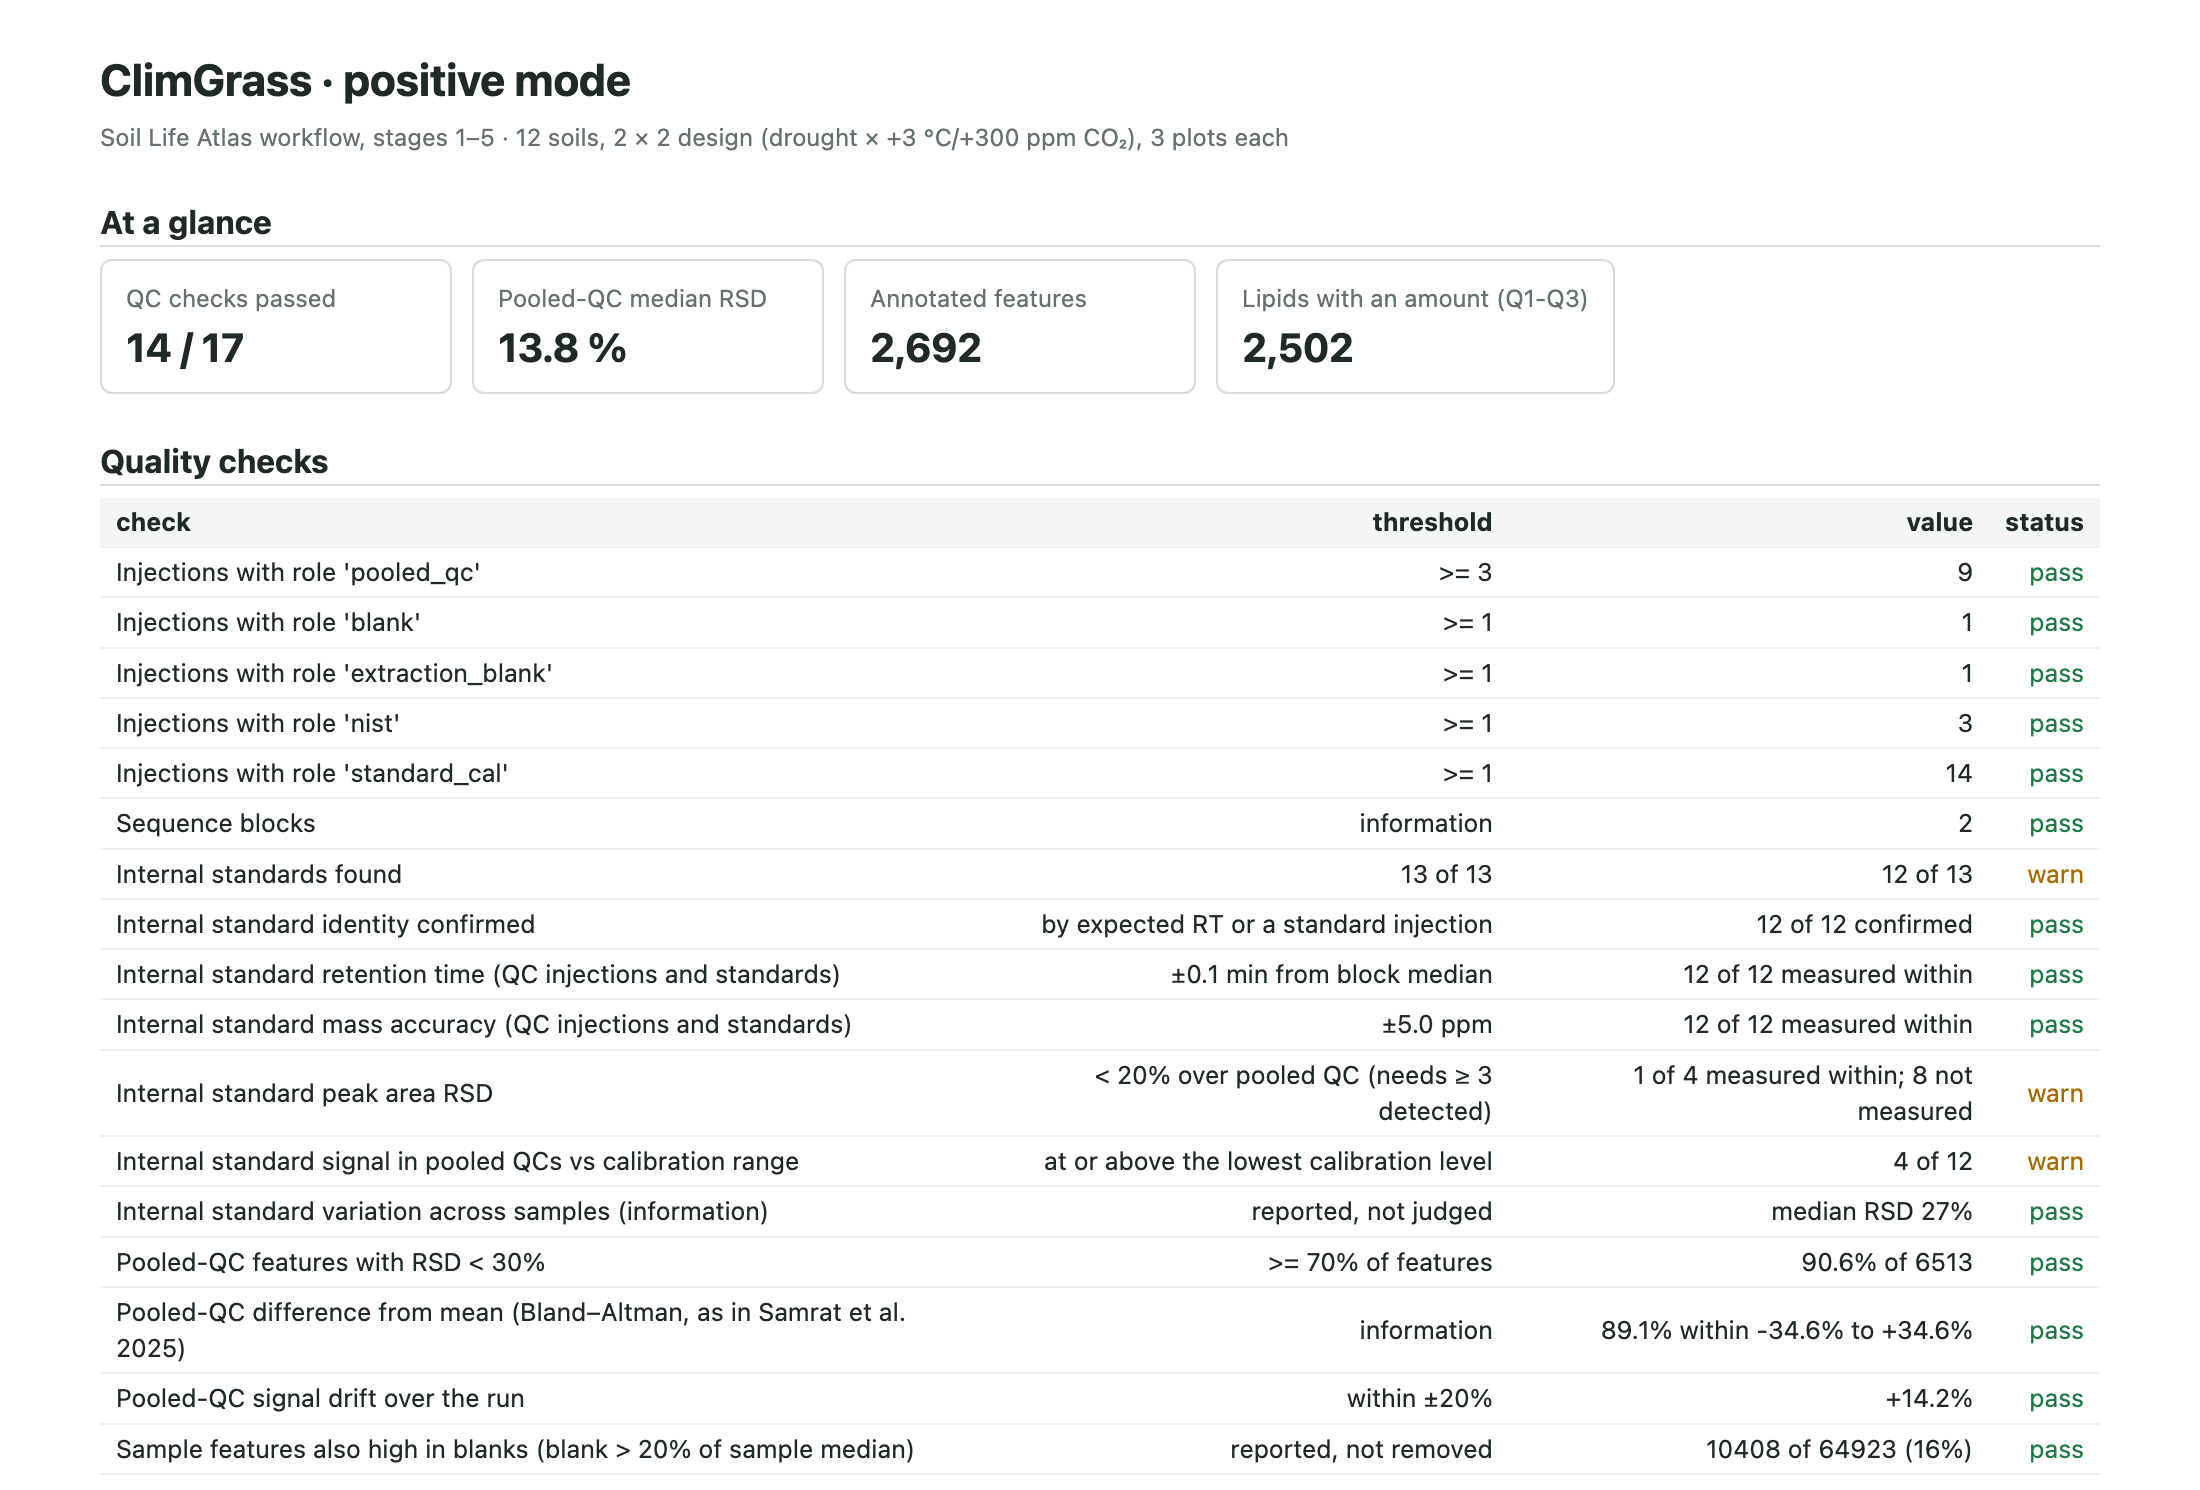 ClimGrass · positive mode
Soil Life Atlas workflow, stages 1–5 · 12 soils, 2 × 2 design (drought × +3 °C/+300 ppm CO₂), 3 plots each
At a glance
QC checks passed
14 / 17
Pooled-QC median RSD
13.8 %
Annotated features
2,692
Lipids with an amount (Q1-Q3)
2,502
Quality checks
check threshold value status
Injections with role 'pooled_qc' >= 3 9 pass
Injections with role 'blank' >= 1 1 pass
Injections with role 'extraction_blank' >= 1 1 pass
Injections with role 'nist' >= 1 3 pass
Injections with role 'standard_cal' >= 1 14 pass
Sequence blocks information 2 pass
Internal standards found 13 of 13 12 of 13 warn
Internal standard identity confirmed by expected RT or a standard injection 12 of 12 confirmed pass
Internal standard retention time (QC injections and standards) ±0.1 min from block median 12 of 12 measured within pass
Internal standard mass accuracy (QC injections and standards) ±5.0 ppm 12 of 12 measured within pass
Internal standard peak area RSD < 20% over pooled QC (needs ≥ 3 detected) 1 of 4 measured within; 8 not measured warn
Internal standard signal in pooled QCs vs calibration range at or above the lowest calibration level 4 of 12 warn
Internal standard variation across samples (information) reported, not judged median RSD 27% pass
Pooled-QC features with RSD < 30% >= 70% of features 90.6% of 6513 pass
Pooled-QC difference from mean (Bland–Altman, as in Samrat et al. 2025) information 89.1% within -34.6% to +34.6% pass
Pooled-QC signal drift over the run within ±20% +14.2% pass
Sample features also high in blanks (blank > 20% of sample median) reported, not removed 10408 of 64923 (16%) pass